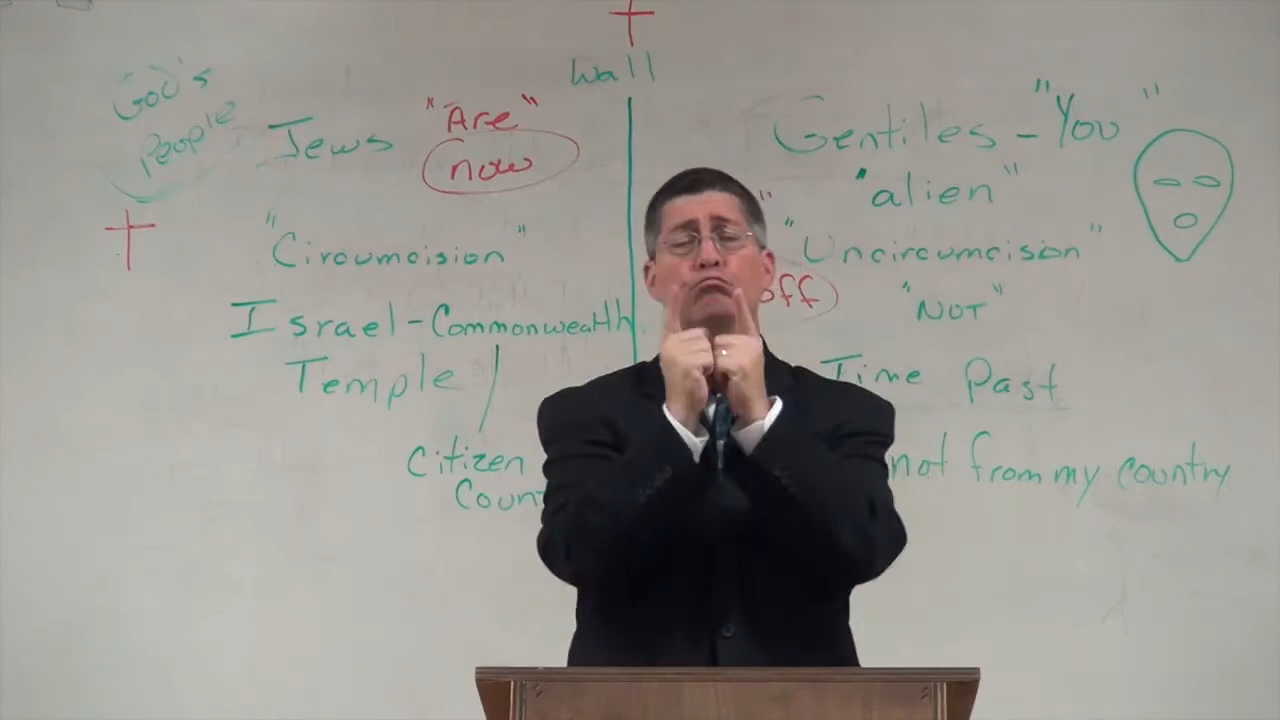 God's
people
Jews
"Are"
now
"Circumcision"
Israel-Commonwealth
Temple
Citizen
Wall
Gentiles - "You"
"alien"
"Uncircumcision"
off
"NOT"
Time Past
not from my country